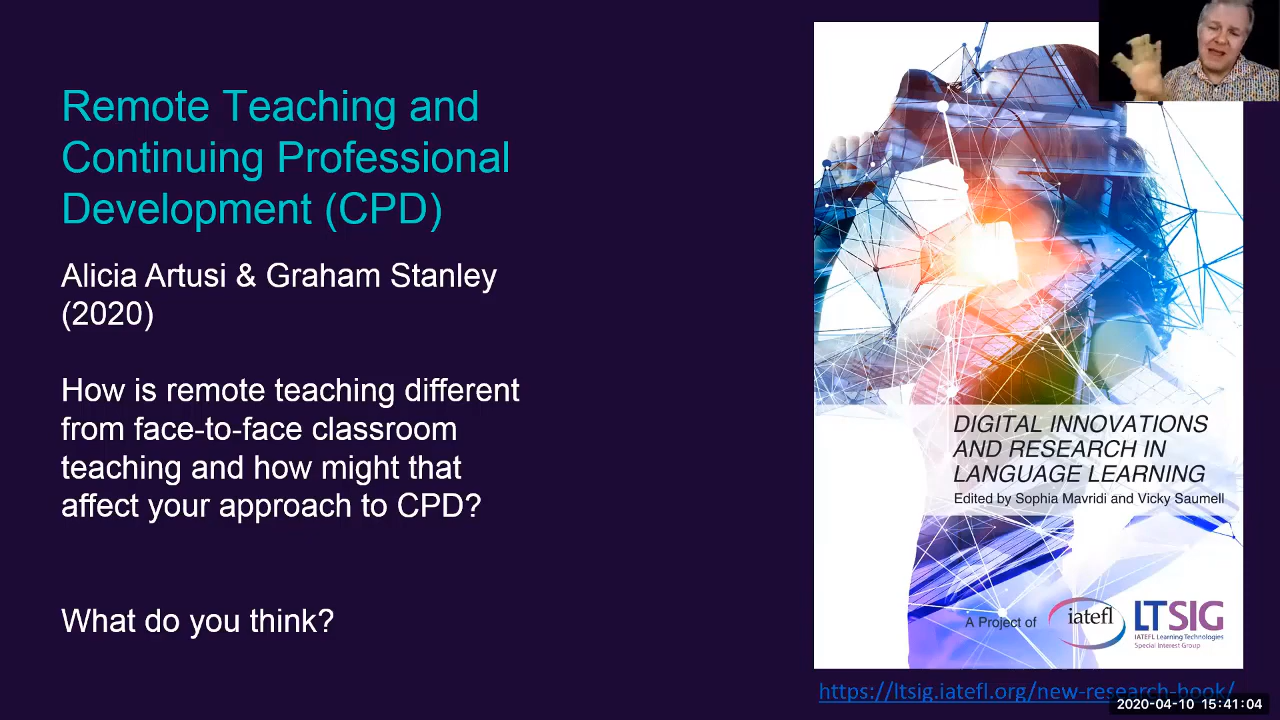 Remote Teaching and
Continuing Professional
Development (CPD)
Alicia Artusi & Graham Stanley
(2020)
How is remote teaching different
from face-to-face classroom
teaching and how might that
affect your approach to CPD?
What do you think?
DIGITAL INNOVATIONS
AND RESEARCH IN
LANGUAGE LEARNING
Edited by Sophia Mavridi and Vicky Saumell
A Project of
iatefl
LTSIG
IATEFL Learning Technologies
Special Interest Group
https://ltsig.iatefl.org/new-research-book/
2020-04-10 15:41:04